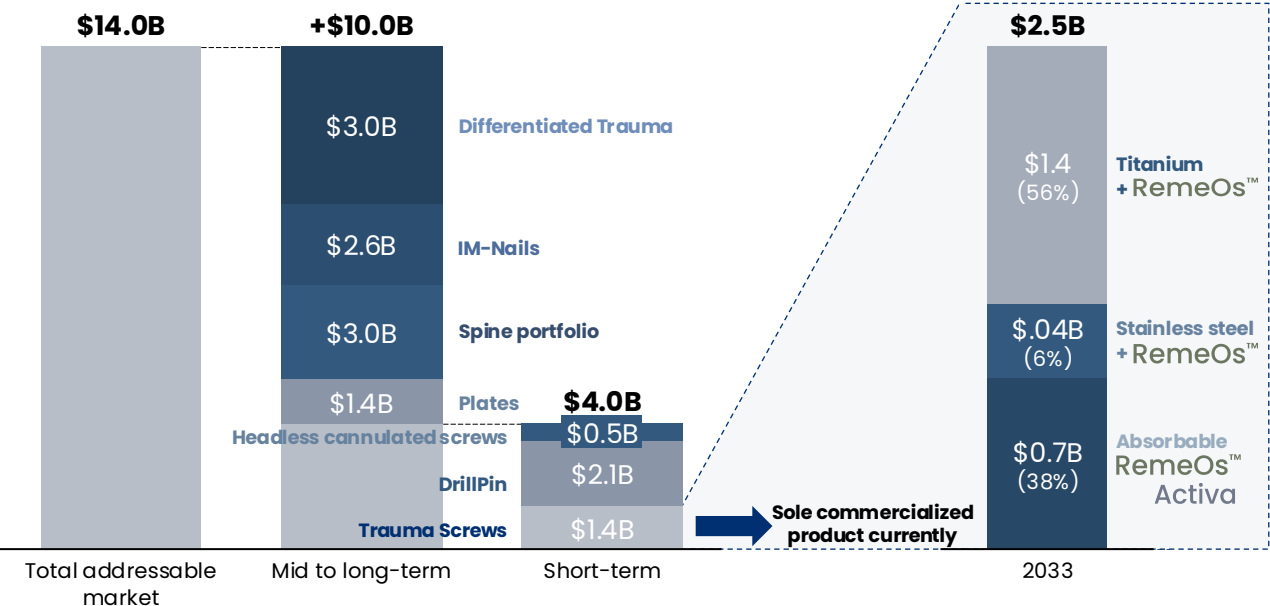 $14.0B
+$10.0B
$3.0B
Differentiated Trauma
$2.6B
IM-Nails
$3.0B
Spine portfolio
$1.4B
Plates
$4.0B
Headless cannulated screws
$0.5B
DrillPin
$2.1B
Trauma Screws
$1.4B
Sole commercialized
product currently
$2.5B
$1.4
(56%)
Titanium
+ RemeOs™
$.04B
(6%)
Stainless steel
+ RemeOs™
$0.7B
(38%)
Absorbable
RemeOs™
Activa
Total addressable
market
Mid to long-term
Short-term
2033